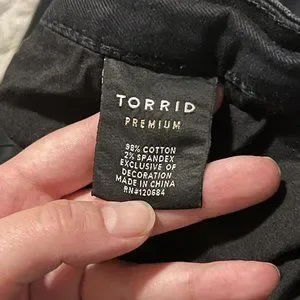 TORRID
PREMIUM
98% COTTON
2% SPANDEX
EXCLUSIVE OF
DECORATION
MADE IN CHINA
RN#120684